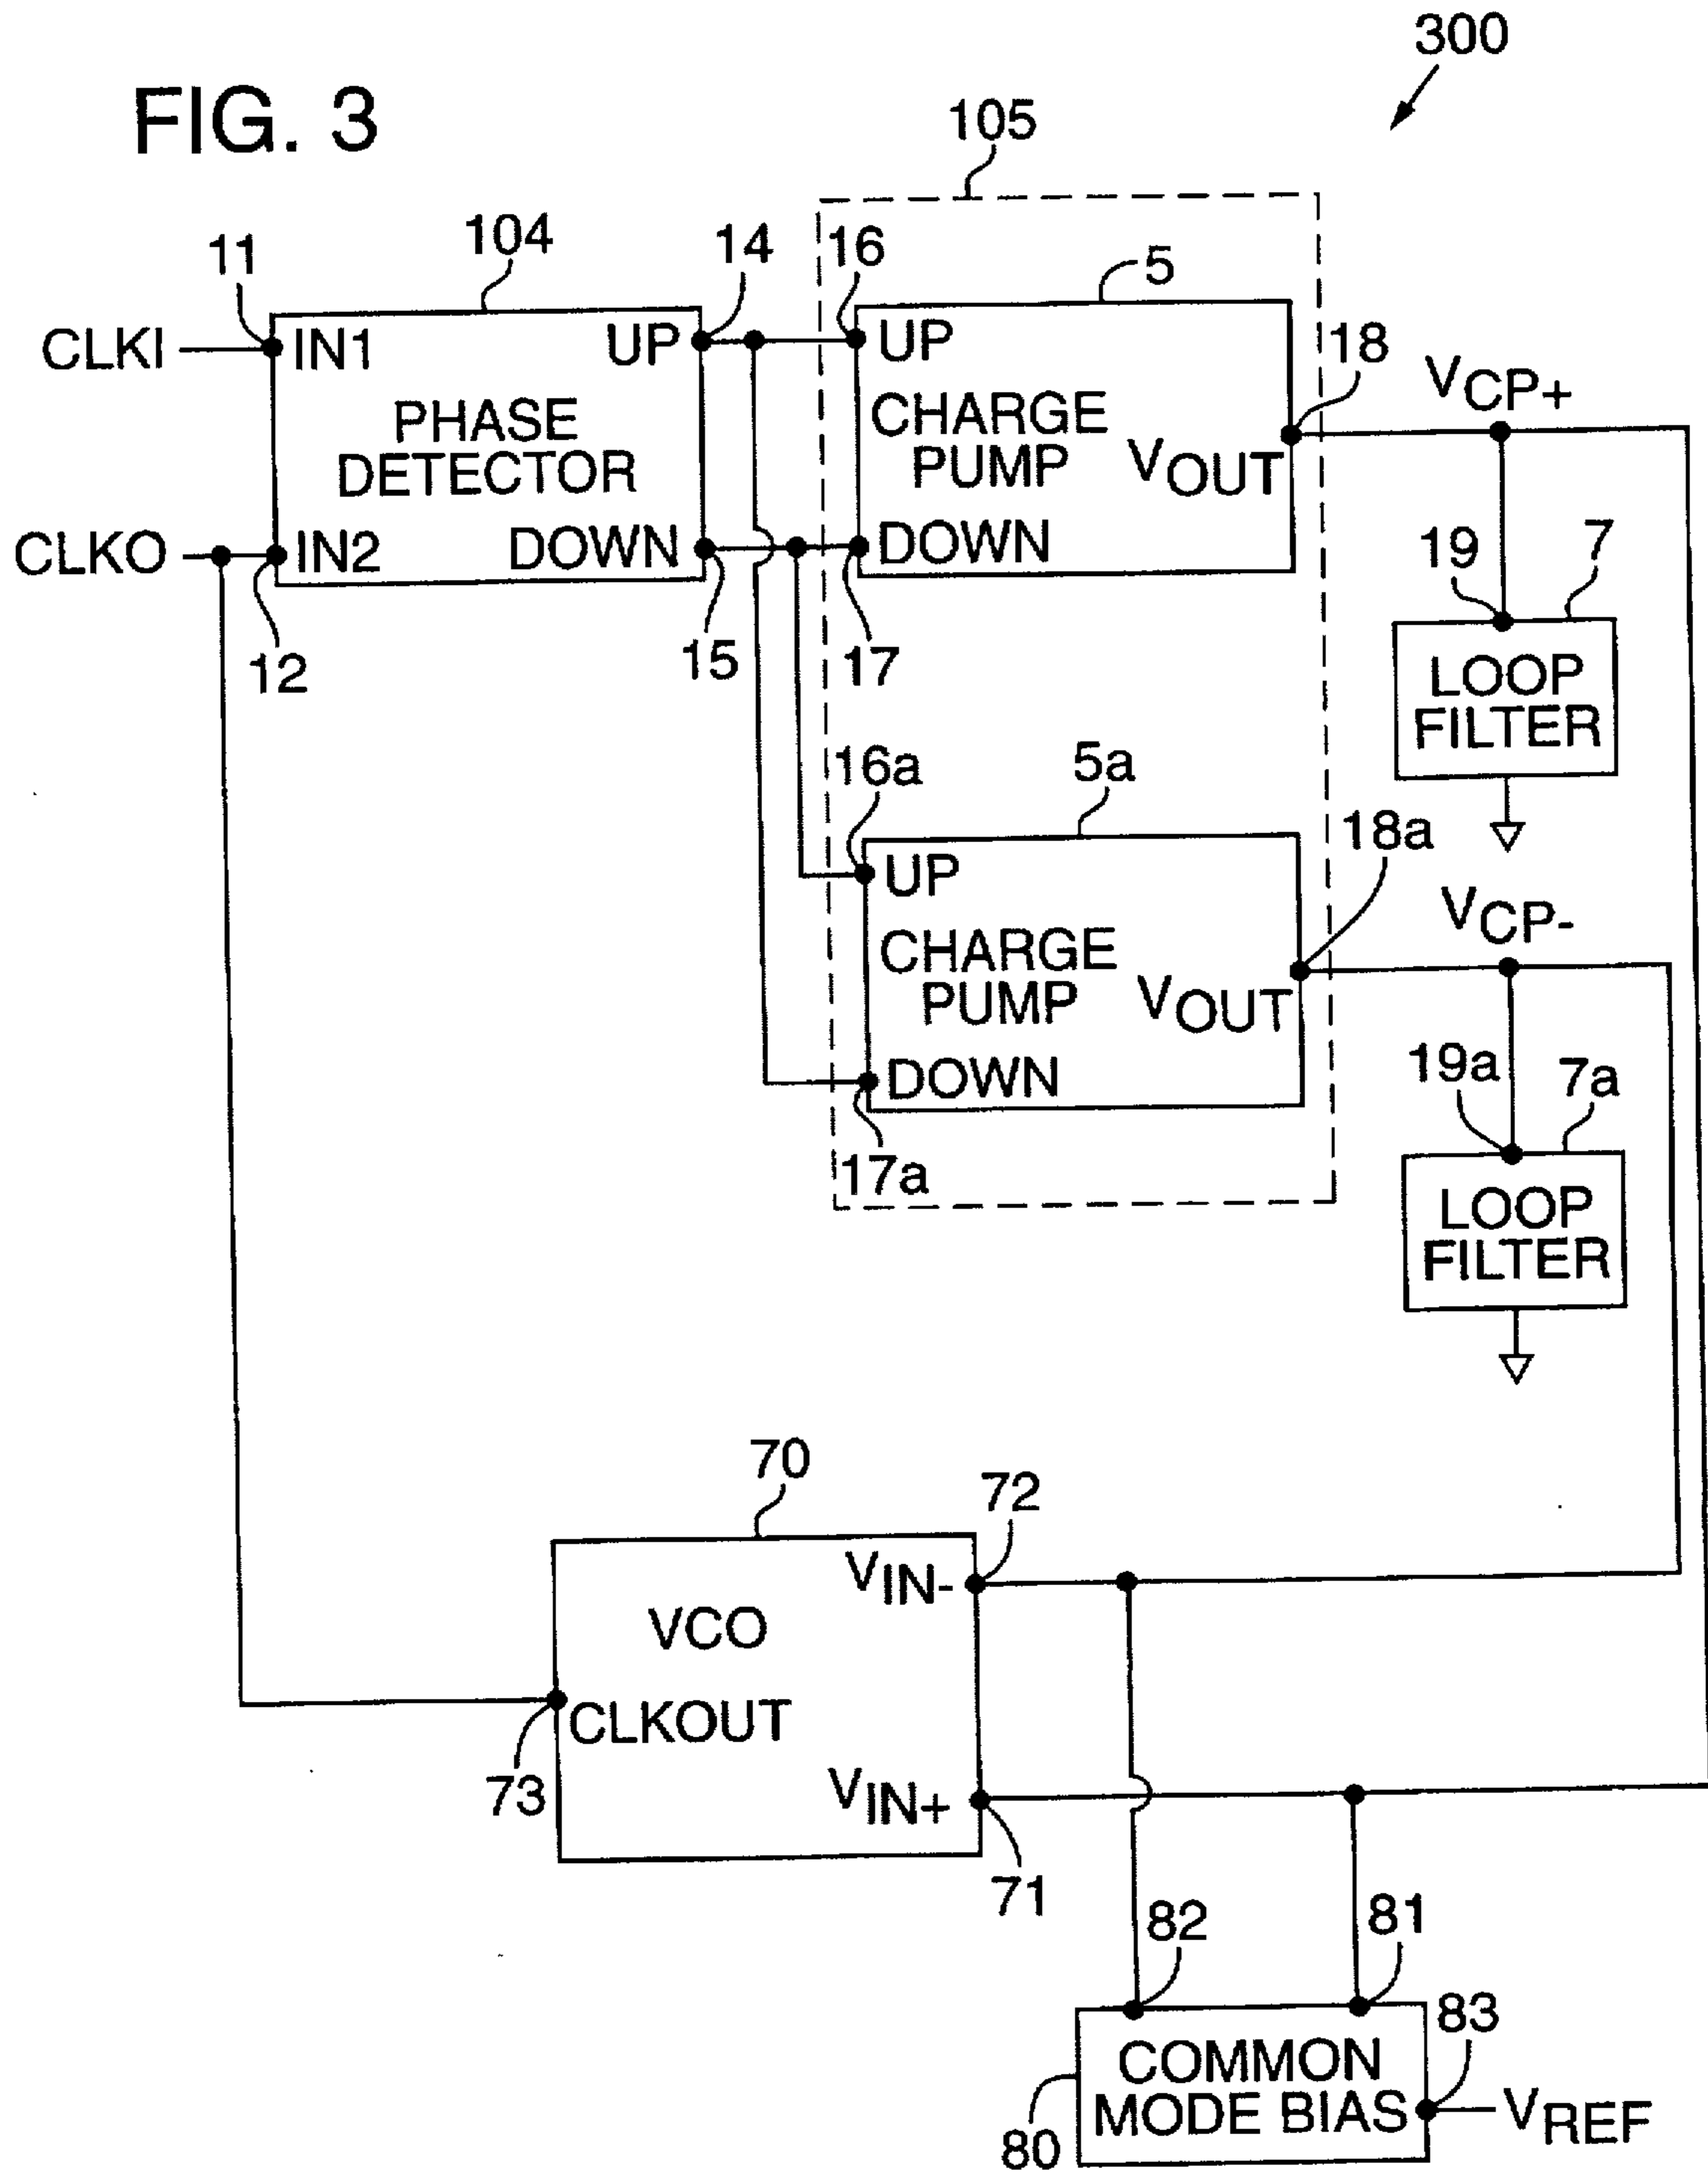 300
FIG. 3
105
11
104
14
16
5
18
CLKI
IN1
UP
UP
VCP+
PHASE
DETECTOR
CHARGE
PUMP
VOUT
CLKO
IN2
DOWN
DOWN
19
7
12
15
17
LOOP
FILTER
16a
5a
18a
UP
VCP-
CHARGE
PUMP
VOUT
DOWN
19a
7a
17a
LOOP
FILTER
70
72
VIN-
VCO
CLKOUT
73
VIN+
71
82
81
83
COMMON
MODE BIAS
80
VREF